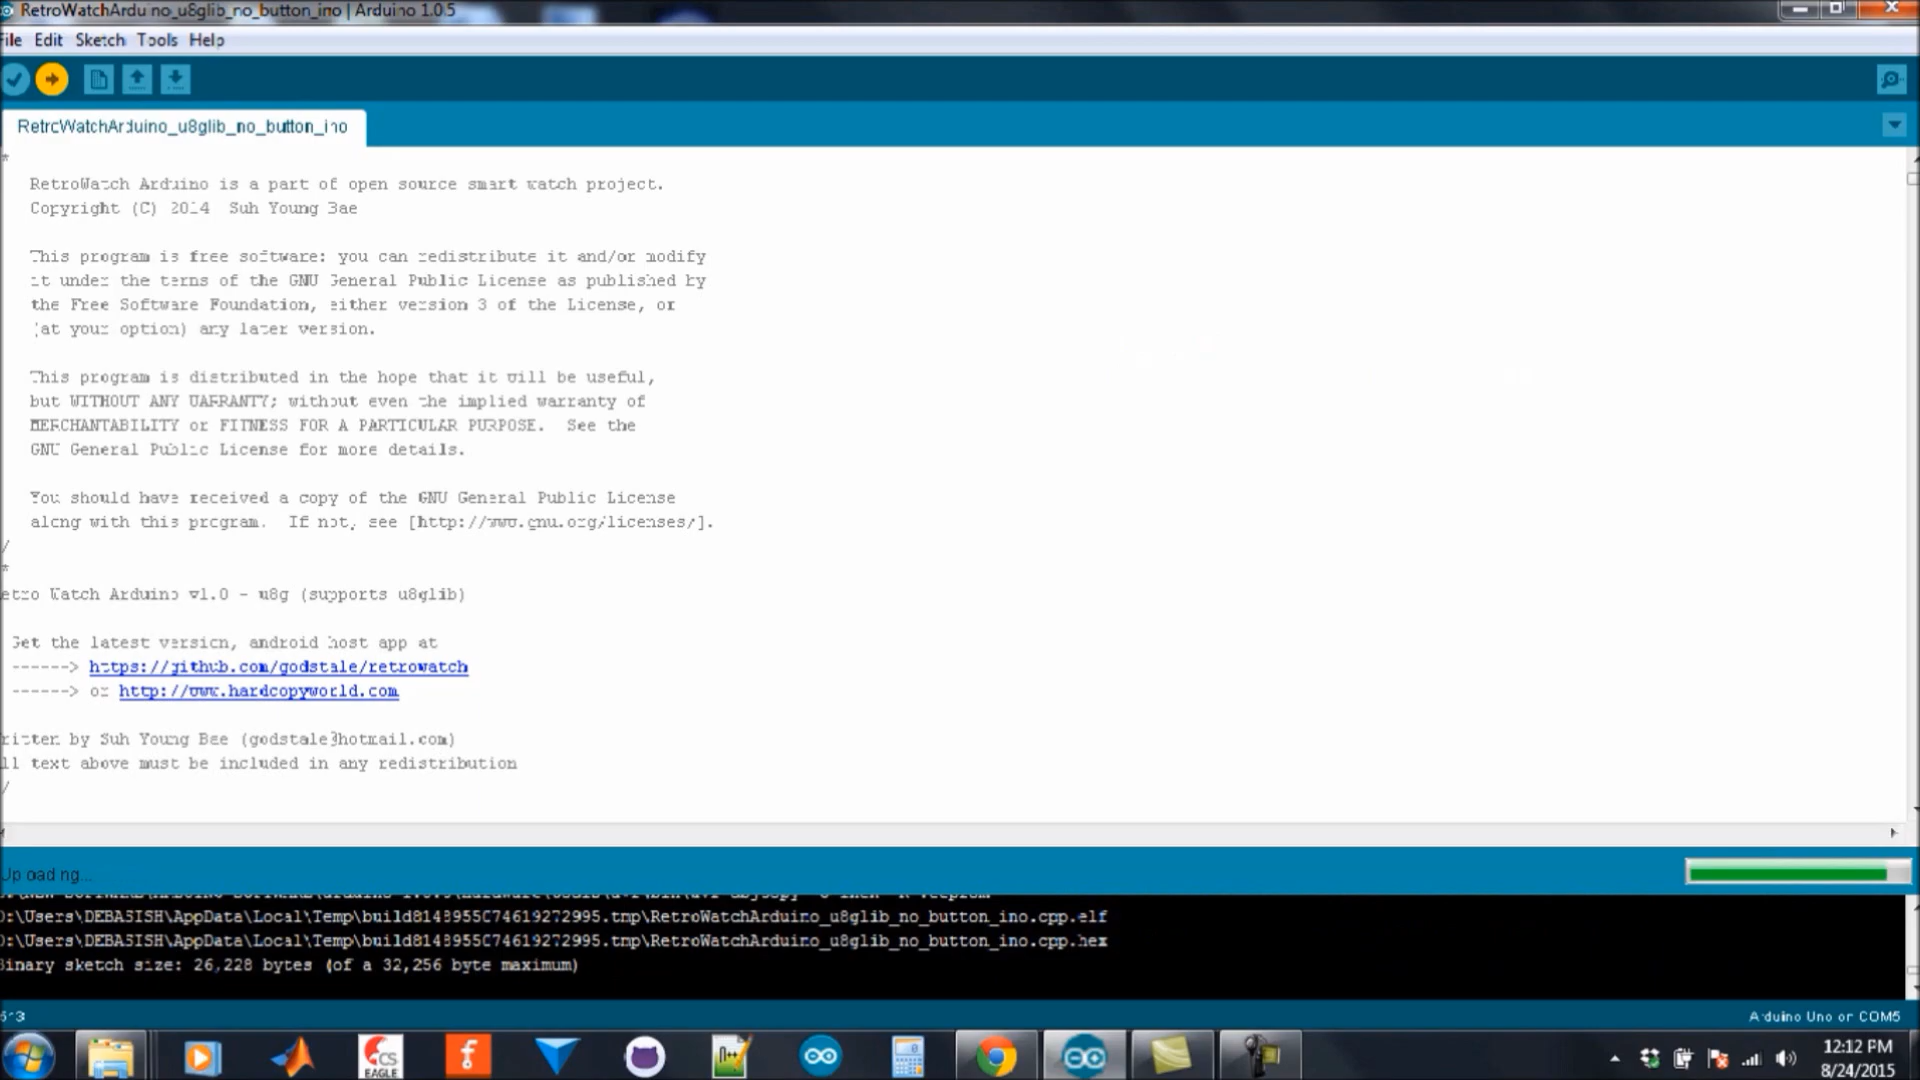 RetroWatchArduino_u8glib_no_button_ino | Arduino 1.0.5
File Edit Sketch Tools Help
RetroWatchArduino_u8glib_no_button_ino
*
RetroWatch Arduino is a part of open source smart watch project.
Copyright (C) 2014 Suh Young Bae
This program is free software: you can redistribute it and/or modify
it under the terms of the GNU General Public License as published by
the Free Software Foundation, either version 3 of the License, or
(at your option) any later version.
This program is distributed in the hope that it will be useful,
but WITHOUT ANY WARRANTY; without even the implied warranty of
MERCHANTABILITY or FITNESS FOR A PARTICULAR PURPOSE. See the
GNU General Public License for more details.
You should have received a copy of the GNU General Public License
along with this program. If not, see [http://www.gnu.org/licenses/].
/
*
etro Watch Arduino v1.0 - u8g (supports u8glib)
Get the latest version, android host app at
------> https://github.com/godstale/retrowatch
------> or http://www.hardcopyworld.com
ritten by Suh Young Bae (godstale@hotmail.com)
ll text above must be included in any redistribution
/
Uploading...
D:\Users\DEBASISH\AppData\Local\Temp\build8148955074619272995.tmp\RetroWatchArduino_u8glib_no_button_ino.cpp.elf
D:\Users\DEBASISH\AppData\Local\Temp\build8148955074619272995.tmp\RetroWatchArduino_u8glib_no_button_ino.cpp.hex
Binary sketch size: 26,228 bytes (of a 32,256 byte maximum)
Arduino Uno on COM5
CS
EAGLE
f
N++
12:12 PM
8/24/2015